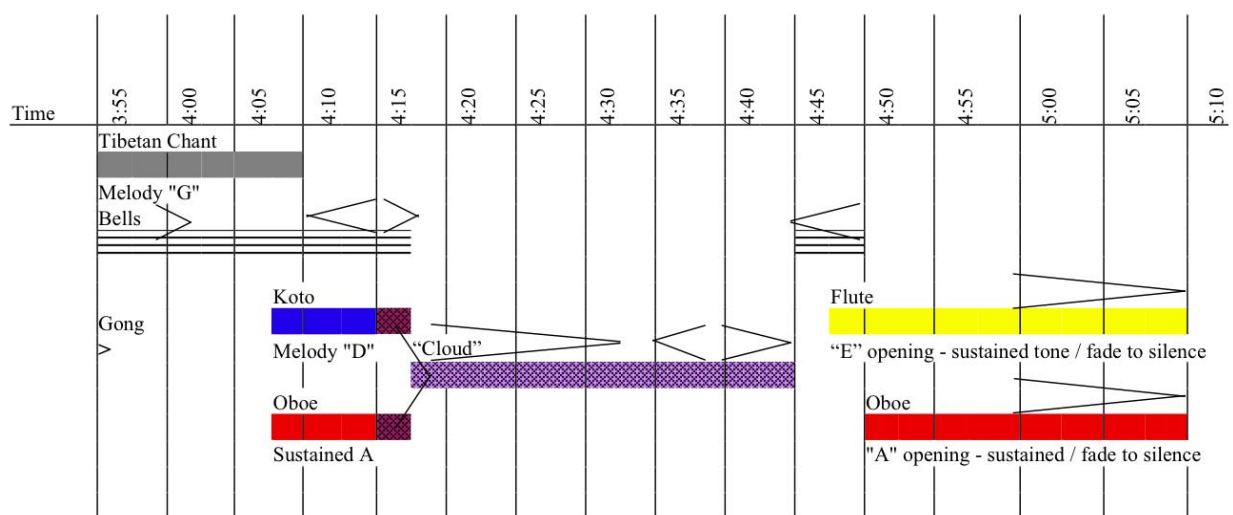 Time
3:55
4:00
4:05
4:10
4:15
4:20
4:25
4:30
4:35
4:40
4:45
4:50
4:55
5:00
5:05
5:10
Tibetan Chant
Melody "G"
Bells
Koto
Flute
Gong
Melody "D"
“Cloud”
“E” opening - sustained tone / fade to silence
Oboe
Oboe
Sustained A
"A" opening - sustained / fade to silence